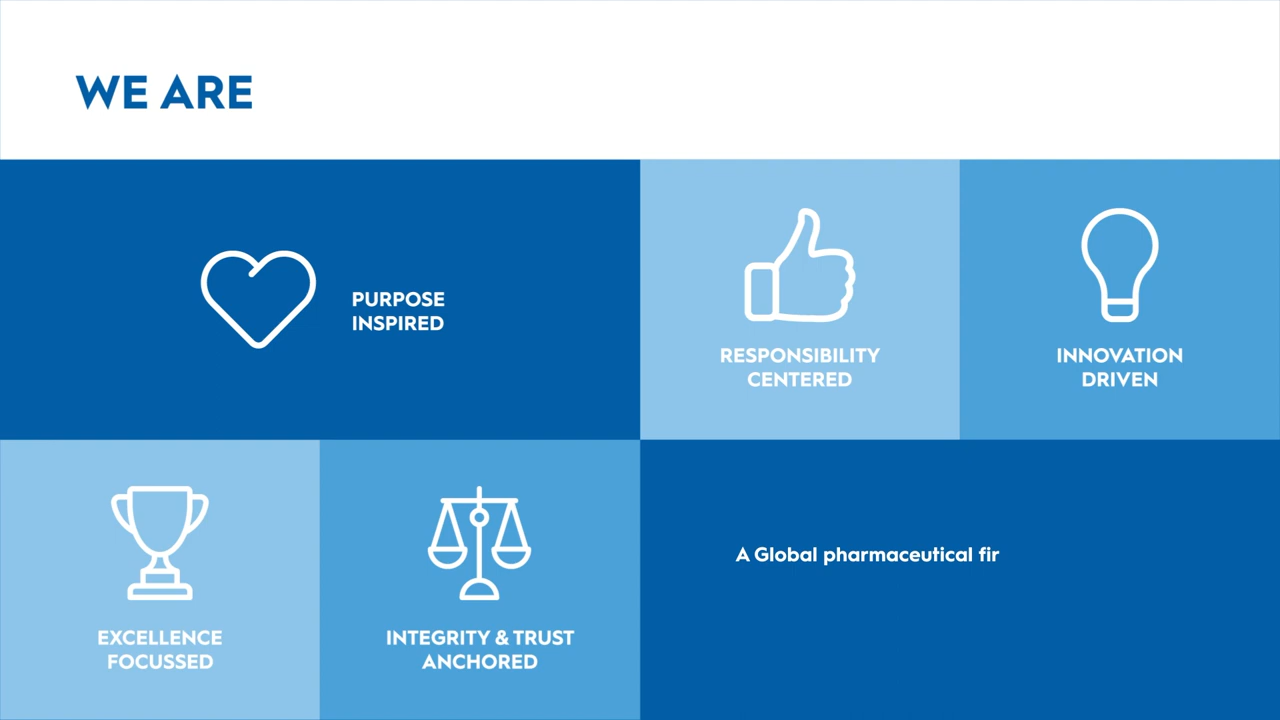 WE ARE
PURPOSE
INSPIRED
RESPONSIBILITY
CENTERED
INNOVATION
DRIVEN
EXCELLENCE
FOCUSSED
INTEGRITY & TRUST
ANCHORED
A Global pharmaceutical fir